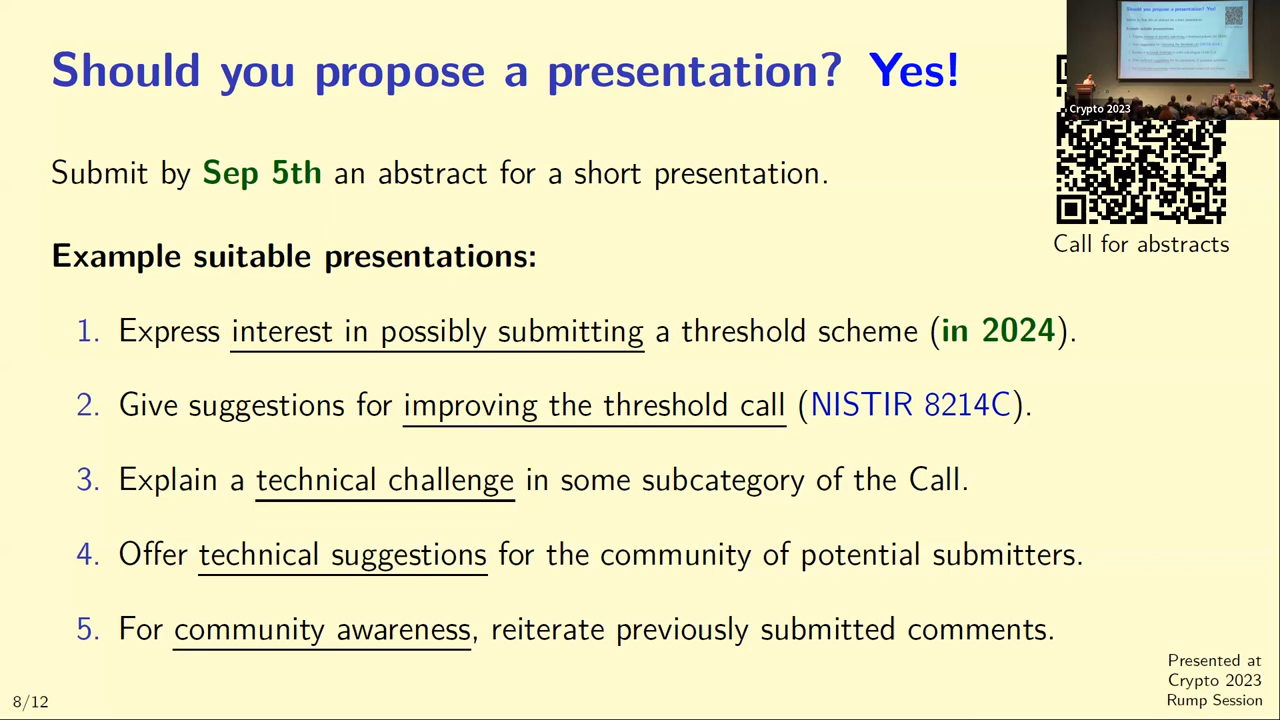 Should you propose a presentation? Yes!
Crypto 2023
Submit by Sep 5th an abstract for a short presentation.
Call for abstracts
Example suitable presentations:
1. Express interest in possibly submitting a threshold scheme (in 2024).
2. Give suggestions for improving the threshold call (NISTIR 8214C).
3. Explain a technical challenge in some subcategory of the Call.
4. Offer technical suggestions for the community of potential submitters.
5. For community awareness, reiterate previously submitted comments.
Presented at
Crypto 2023
Rump Session
8/12